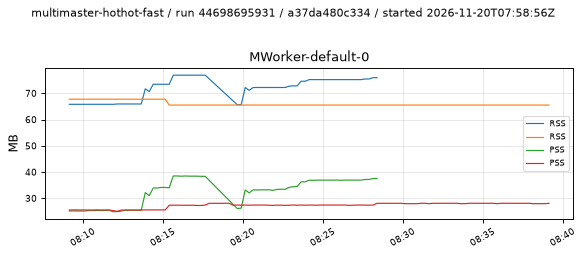 multimaster-hothot-fast / run 44698695931 / a37da480c334 / started 2026-11-20T07:58:56Z
MWorker-default-0
MB
70
60
50
40
30
RSS
RSS
PSS
PSS
08:10
08:15
08:20
08:25
08:30
08:35
08:40